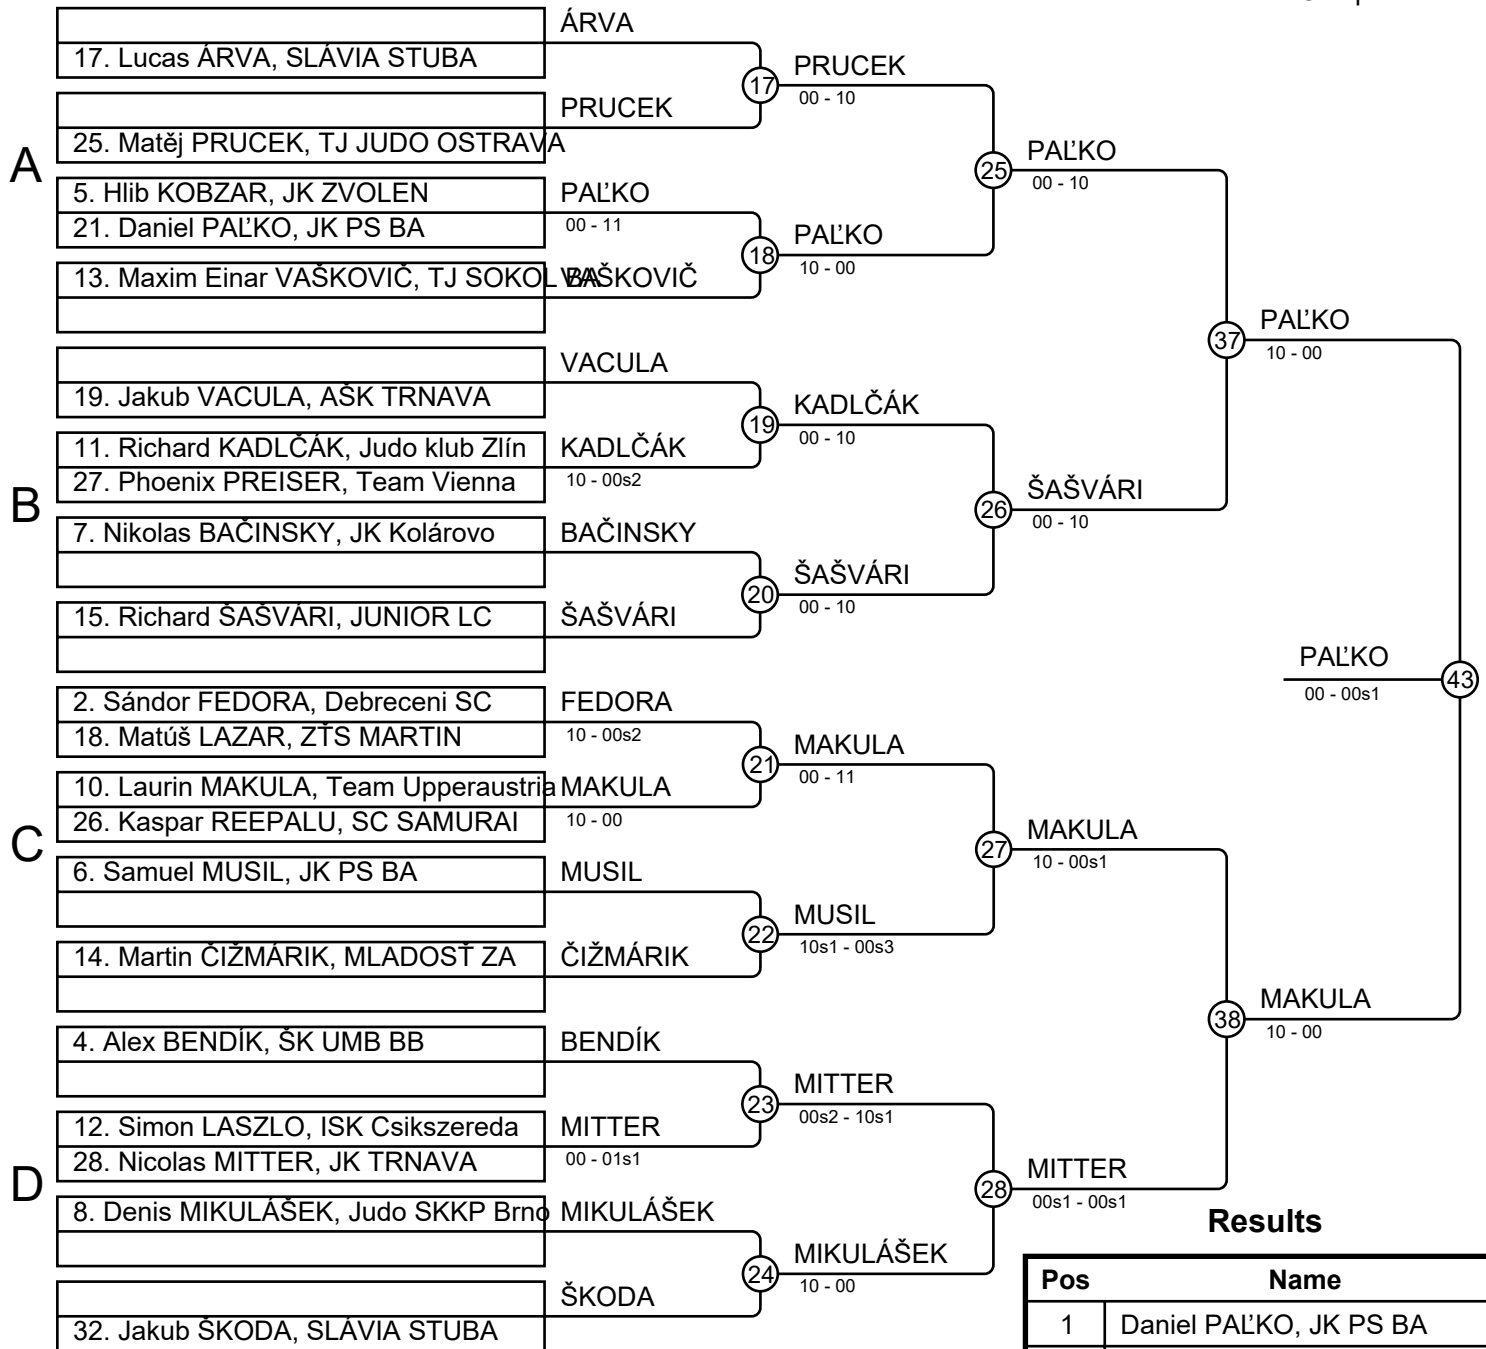 ÁRVA
17. Lucas ÁRVA, SLÁVIA STUBA
17
PRUCEK
00 - 10
PRUCEK
25. Matěj PRUCEK, TJ JUDO OSTRAVA
A
25
PAĽKO
00 - 10
5. Hlib KOBZAR, JK ZVOLEN
PAĽKO
21. Daniel PAĽKO, JK PS BA
00 - 11
18
PAĽKO
10 - 00
13. Maxim Einar VAŠKOVIČ, TJ SOKOL BA
VAŠKOVIČ
37
PAĽKO
10 - 00
VACULA
19. Jakub VACULA, AŠK TRNAVA
19
KADLČÁK
00 - 10
11. Richard KADLČÁK, Judo klub Zlín
KADLČÁK
27. Phoenix PREISER, Team Vienna
10 - 00s2
B
26
ŠAŠVÁRI
00 - 10
7. Nikolas BAČINSKY, JK Kolárovo
BAČINSKY
20
ŠAŠVÁRI
00 - 10
15. Richard ŠAŠVÁRI, JUNIOR LC
ŠAŠVÁRI
PAĽKO
00 - 00s1
43
2. Sándor FEDORA, Debreceni SC
FEDORA
18. Matúš LAZAR, ZŤS MARTIN
10 - 00s2
21
MAKULA
00 - 11
10. Laurin MAKULA, Team Upperaustria
MAKULA
26. Kaspar REEPALU, SC SAMURAI
10 - 00
C
27
MAKULA
10 - 00s1
6. Samuel MUSIL, JK PS BA
MUSIL
22
MUSIL
10s1 - 00s3
14. Martin ČIŽMÁRIK, MLADOSŤ ZA
ČIŽMÁRIK
38
MAKULA
10 - 00
4. Alex BENDÍK, ŠK UMB BB
BENDÍK
23
MITTER
00s2 - 10s1
12. Simon LASZLO, ISK Csikszereda
MITTER
28. Nicolas MITTER, JK TRNAVA
00 - 01s1
D
28
MITTER
00s1 - 00s1
8. Denis MIKULÁŠEK, Judo SKKP Brno
MIKULÁŠEK
24
MIKULÁŠEK
10 - 00
ŠKODA
32. Jakub ŠKODA, SLÁVIA STUBA
Results
Pos Name
1 Daniel PAĽKO, JK PS BA